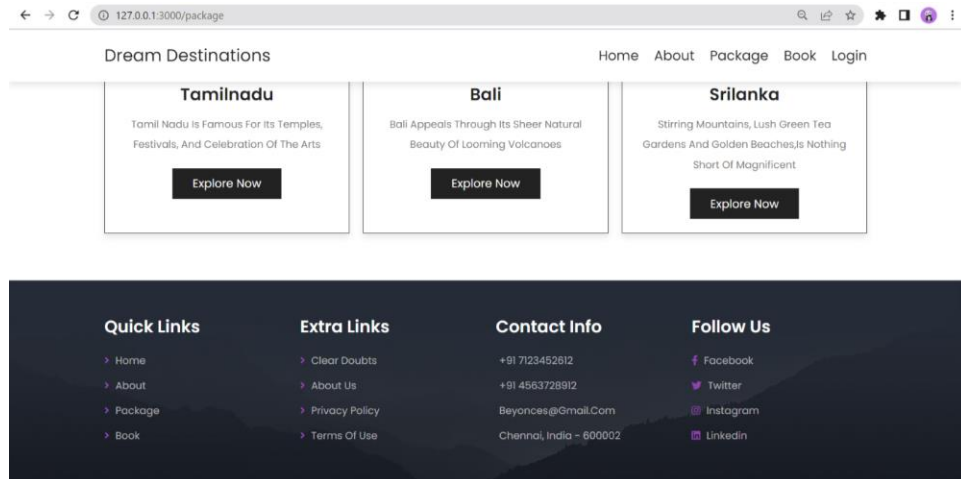 127.0.0.1:3000/package
Dream Destinations
Home About Package Book Login
Tamilnadu
Tamil Nadu Is Famous For Its Temples,
Festivals, And Celebration Of The Arts
Explore Now
Bali
Bali Appeals Through Its Sheer Natural
Beauty Of Looming Volcanoes
Explore Now
Srilanka
Stirring Mountains, Lush Green Tea
Gardens And Golden Beaches,Is Nothing
Short Of Magnificent
Explore Now
Quick Links
> Home
> About
> Package
> Book
Extra Links
> Clear Doubts
> About Us
> Privacy Policy
> Terms Of Use
Contact Info
+91 7123452612
+91 4563728912
Beyonces@Gmail.Com
Chennai, India - 600002
Follow Us
Facebook
Twitter
Instagram
Linkedin